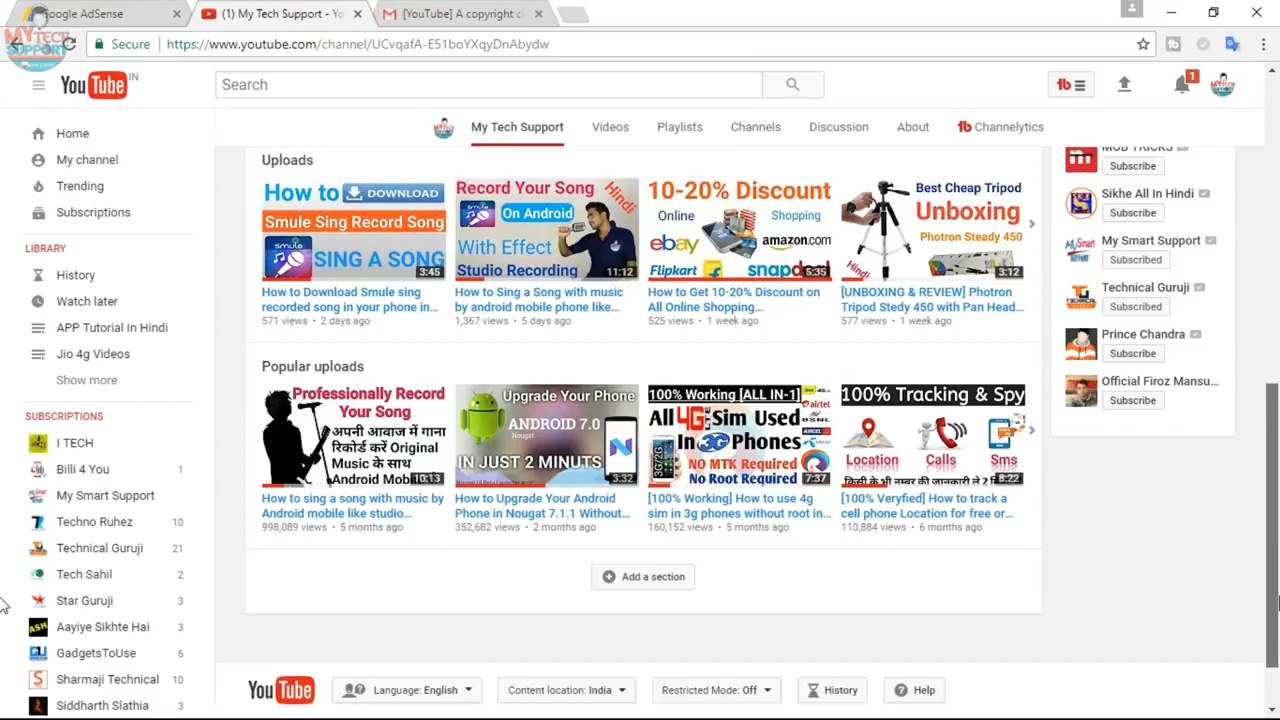 oogle AdSense
(1) My Tech Support - Yo
[YouTube] A copyright cl
MY TECH
SUPPORT
Secure
https://www.youtube.com/channel/UCvqafA-E51boYXqyDnAbydw
YouTube IN
Search
1
My Tech Support
Videos
Playlists
Channels
Discussion
About
Channelytics
Home
My channel
Trending
Subscriptions
LIBRARY
History
Watch later
APP Tutorial In Hindi
Jio 4g Videos
Show more
SUBSCRIPTIONS
I TECH
Billi 4 You 1
My Smart Support
Techno Ruhez 10
Technical Guruji 21
Tech Sahil 2
Star Guruji 3
Aayiye Sikhte Hai 3
GadgetsToUse 6
Sharmaji Technical 10
Siddharth Slathia 3
Uploads
How to DOWNLOAD
Smule Sing Record Song
SING A SONG
3:45
How to Download Smule sing
recorded song in your phone in...
571 views • 2 days ago
Record Your Song
Hindi
On Android
With Effect
Studio Recording
11:12
How to Sing a Song with music
by android mobile phone like...
1,367 views • 5 days ago
10-20% Discount
Online Shopping
ebay amazon.com
Flipkart snapdeal
5:35
How to Get 10-20% Discount on
All Online Shopping...
525 views • 1 week ago
Best Cheap Tripod
Unboxing
Photron Steady 450
Hindi
3:12
[UNBOXING & REVIEW] Photron
Tripod Stedy 450 with Pan Head...
577 views • 1 week ago
Popular uploads
Professionally Record
Your Song
अपनी आवाज में गाना
रिकोर्ड करें Original
Music के साथ
Android Mobile
10:13
How to sing a song with music by
Android mobile like studio...
998,089 views • 5 months ago
Upgrade Your Phone
ANDROID 7.0
Nougat
IN JUST 2 MINUTS
3:32
How to Upgrade Your Android
Phone in Nougat 7.1.1 Without...
352,682 views • 2 months ago
100% Working [ALL IN-1]
All 4G Sim Used
In 3G Phones
3G/2G
NO MTK Required
No Root Required
airtel
BSNL
AIRCEL
7:37
[100% Working] How to use 4g
sim in 3g phones without root in...
160,152 views • 5 months ago
100% Tracking & Spy
Location Calls Sms
किसी के भी नम्बर की जानकारी ले 2
8:22
[100% Veryfied] How to track a
cell phone Location for free or...
110,884 views • 6 months ago
Add a section
MOB TRICKS
Subscribe
Sikhe All In Hindi
Subscribe
My Smart Support
Subscribed
Technical Guruji
Subscribed
Prince Chandra
Subscribe
Official Firoz Mansu...
Subscribe
YouTube
Language: English
Content location: India
Restricted Mode: Off
History
Help